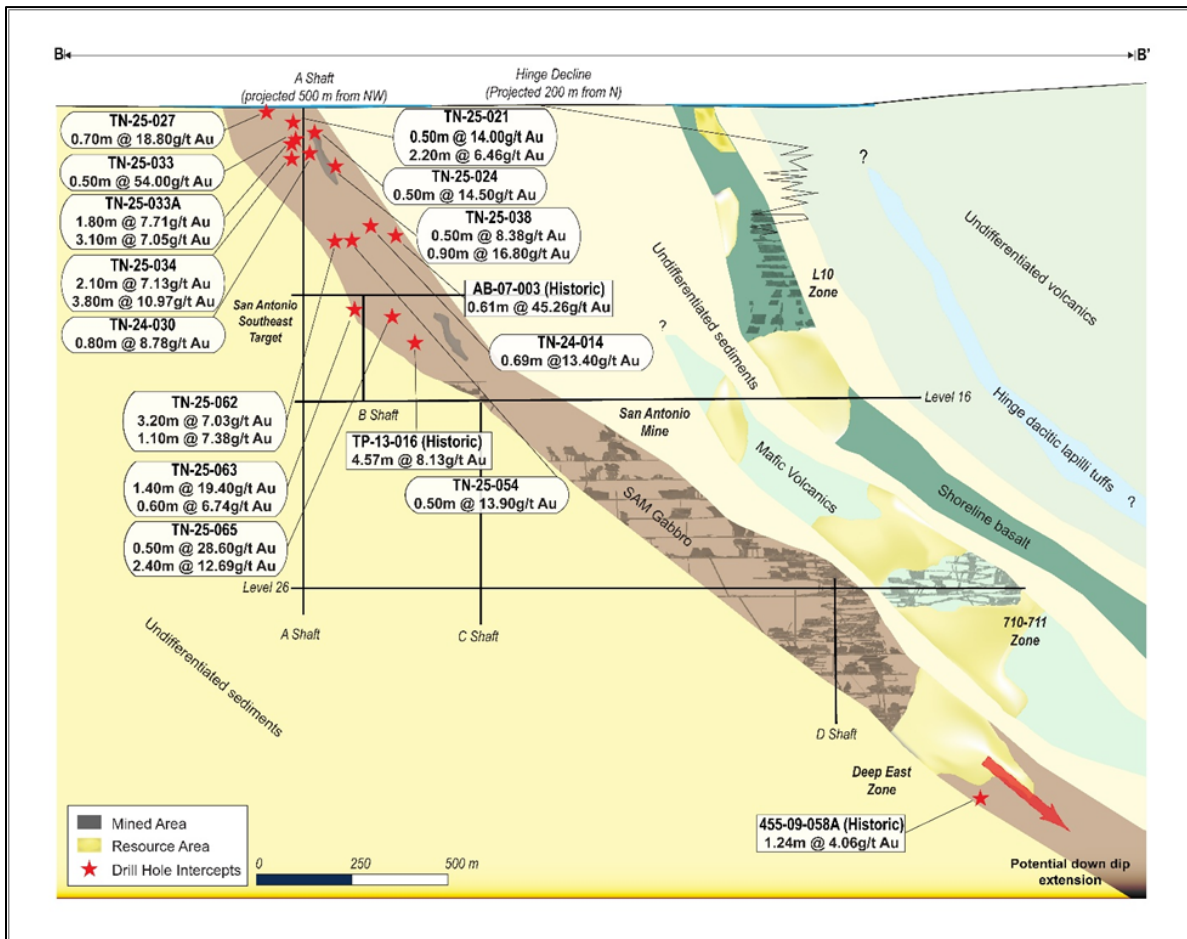 B
B'
A Shaft
(projected 500 m from NW)
Hinge Decline
(Projected 200 m from N)
TN-25-027
0.70m @ 18.80g/t Au
TN-25-033
0.50m @ 54.00g/t Au
TN-25-033A
1.80m @ 7.71g/t Au
3.10m @ 7.05g/t Au
TN-25-034
2.10m @ 7.13g/t Au
3.80m @ 10.97g/t Au
TN-24-030
0.80m @ 8.78g/t Au
TN-25-021
0.50m @ 14.00g/t Au
2.20m @ 6.46g/t Au
TN-25-024
0.50m @ 14.50g/t Au
TN-25-038
0.50m @ 8.38g/t Au
0.90m @ 16.80g/t Au
AB-07-003 (Historic)
0.61m @ 45.26g/t Au
TN-24-014
0.69m @13.40g/t Au
San Antonio
Southeast
Target
TN-25-062
3.20m @ 7.03g/t Au
1.10m @ 7.38g/t Au
TN-25-063
1.40m @ 19.40g/t Au
0.60m @ 6.74g/t Au
TN-25-065
0.50m @ 28.60g/t Au
2.40m @ 12.69g/t Au
B Shaft
TP-13-016 (Historic)
4.57m @ 8.13g/t Au
TN-25-054
0.50m @ 13.90g/t Au
San Antonio
Mine
Level 16
L10
Zone
?
?
?
Undifferentiated sediments
Undifferentiated volcanics
Hinge dacitic lapilli tuffs
Mafic Volcanics
Shoreline basalt
SAM Gabbro
Level 26
A Shaft
C Shaft
D Shaft
710-711
Zone
Undifferentiated sediments
Deep East
Zone
455-09-058A (Historic)
1.24m @ 4.06g/t Au
Potential down dip
extension
Mined Area
Resource Area
Drill Hole Intercepts
0
250
500 m